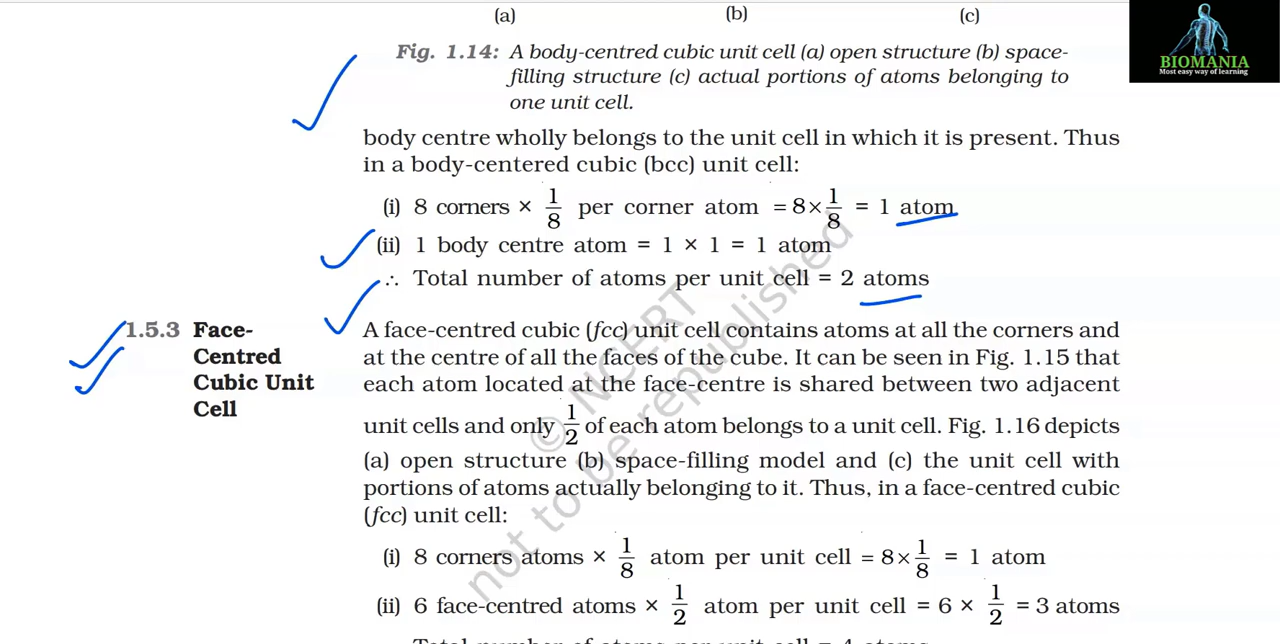 (a) (b) (c)
BIOMANIA
Most easy way of learning
Fig. 1.14: A body-centred cubic unit cell (a) open structure (b) space-
filling structure (c) actual portions of atoms belonging to
one unit cell.
body centre wholly belongs to the unit cell in which it is present. Thus
in a body-centered cubic (bcc) unit cell:
(i) 8 corners × 1/8 per corner atom = 8 × 1/8 = 1 atom
(ii) 1 body centre atom = 1 × 1 = 1 atom
∴ Total number of atoms per unit cell = 2 atoms
1.5.3 Face-
Centred
Cubic Unit
Cell
A face-centred cubic (fcc) unit cell contains atoms at all the corners and
at the centre of all the faces of the cube. It can be seen in Fig. 1.15 that
each atom located at the face-centre is shared between two adjacent
unit cells and only 1/2 of each atom belongs to a unit cell. Fig. 1.16 depicts
(a) open structure (b) space-filling model and (c) the unit cell with
portions of atoms actually belonging to it. Thus, in a face-centred cubic
(fcc) unit cell:
(i) 8 corners atoms × 1/8 atom per unit cell = 8 × 1/8 = 1 atom
(ii) 6 face-centred atoms × 1/2 atom per unit cell = 6 × 1/2 = 3 atoms
Total number of atoms per unit cell = 4 atoms
© NCERT
not to be republished